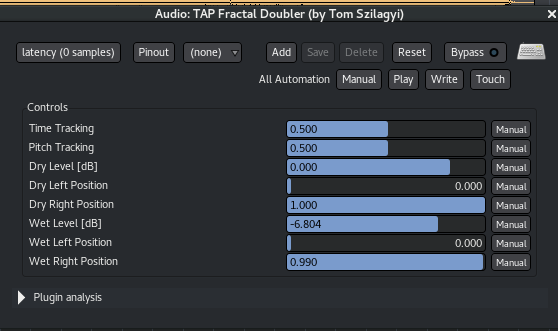 Audio: TAP Fractal Doubler (by Tom Szilagyi)
latency (0 samples) Pinout (none) Add Save Delete Reset Bypass
All Automation Manual Play Write Touch
Controls
Time Tracking 0.500 Manual
Pitch Tracking 0.500 Manual
Dry Level [dB] 0.000 Manual
Dry Left Position 0.000 Manual
Dry Right Position 1.000 Manual
Wet Level [dB] -6.804 Manual
Wet Left Position 0.000 Manual
Wet Right Position 0.990 Manual
Plugin analysis